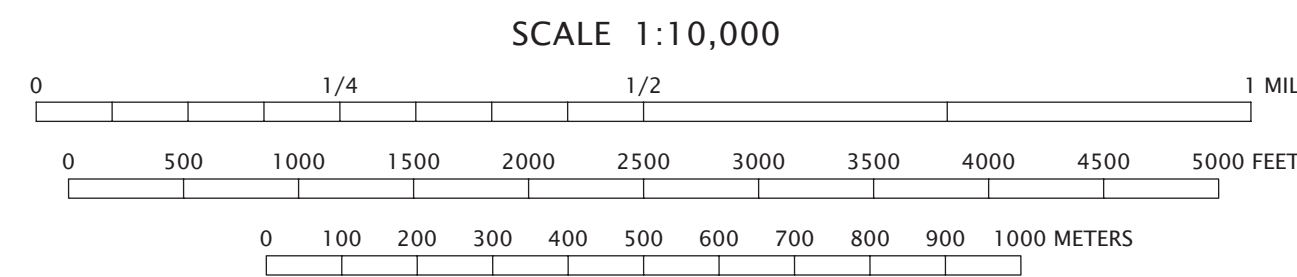 SCALE 1:10,000
0 1/4 1/2 1 MIL
0 500 1000 1500 2000 2500 3000 3500 4000 4500 5000 FEET
0 100 200 300 400 500 600 700 800 900 1000 METERS